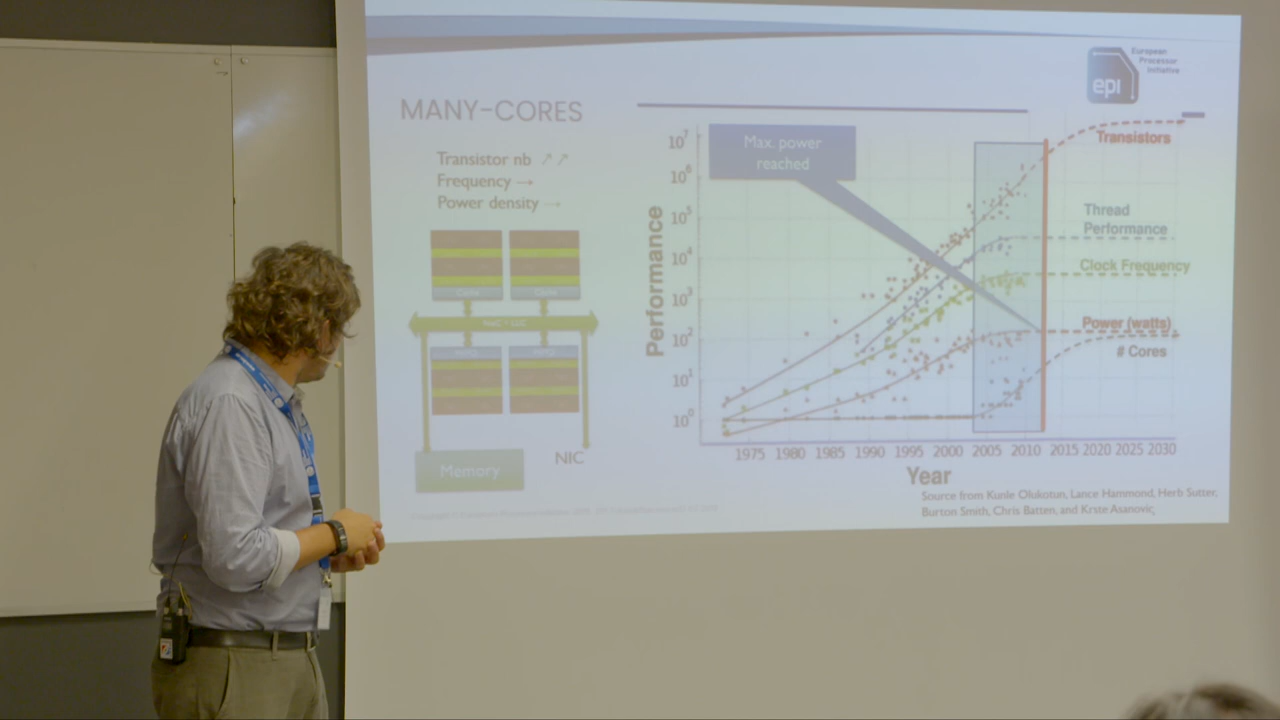 European
Processor
Initiative
epi
MANY-CORES
Transistor nb ↗↗
Frequency →
Power density →
Memory
NIC
Max. power
reached
Performance
10⁷
10⁶
10⁵
10⁴
10³
10²
10¹
10⁰
Transistors
Thread
Performance
Clock Frequency
Power (watts)
# Cores
1975 1980 1985 1990 1995 2000 2005 2010 2015 2020 2025 2030
Year
Source from Kunle Olukotun, Lance Hammond, Herb Sutter,
Burton Smith, Chris Batten, and Krste Asanoviç